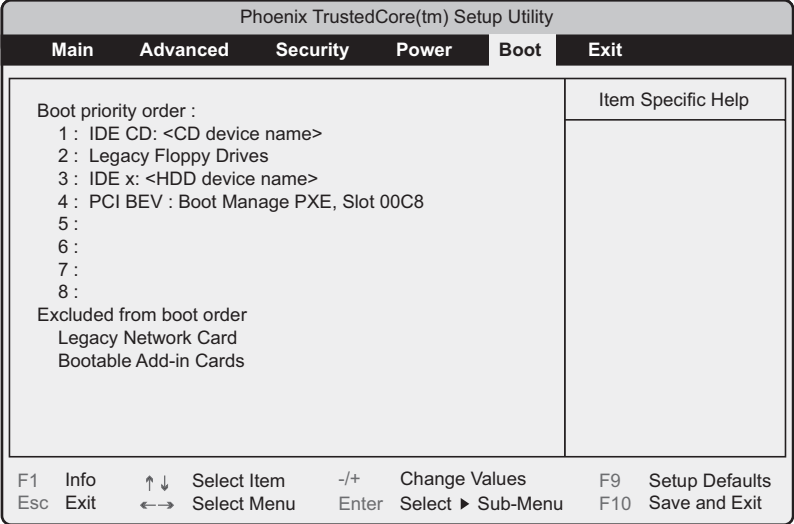 Phoenix TrustedCore(tm) Setup Utility
Main Advanced Security Power Boot Exit
Boot priority order :
1 : IDE CD: <CD device name>
2 : Legacy Floppy Drives
3 : IDE x: <HDD device name>
4 : PCI BEV : Boot Manage PXE, Slot 00C8
5 :
6 :
7 :
8 :
Excluded from boot order
Legacy Network Card
Bootable Add-in Cards
Item Specific Help
F1 Info ↑↓ Select Item -/+ Change Values F9 Setup Defaults
Esc Exit ←→ Select Menu Enter Select ▶ Sub-Menu F10 Save and Exit